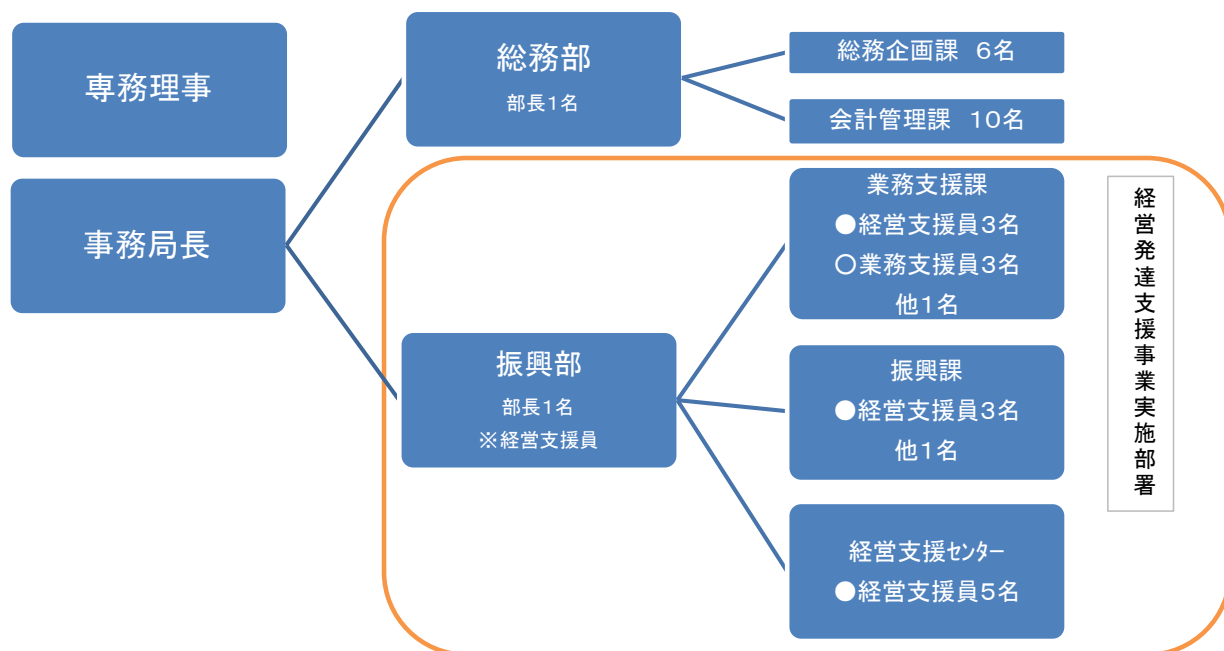 専務理事
事務局長
総務部
部長1名
総務企画課　6名
会計管理課　10名
振興部
部長1名
※経営支援員
業務支援課
●経営支援員3名
○業務支援員3名
他1名
振興課
●経営支援員3名
他1名
経営支援ｾﾝﾀｰ
●経営支援員5名
経営発達支援事業実施部署